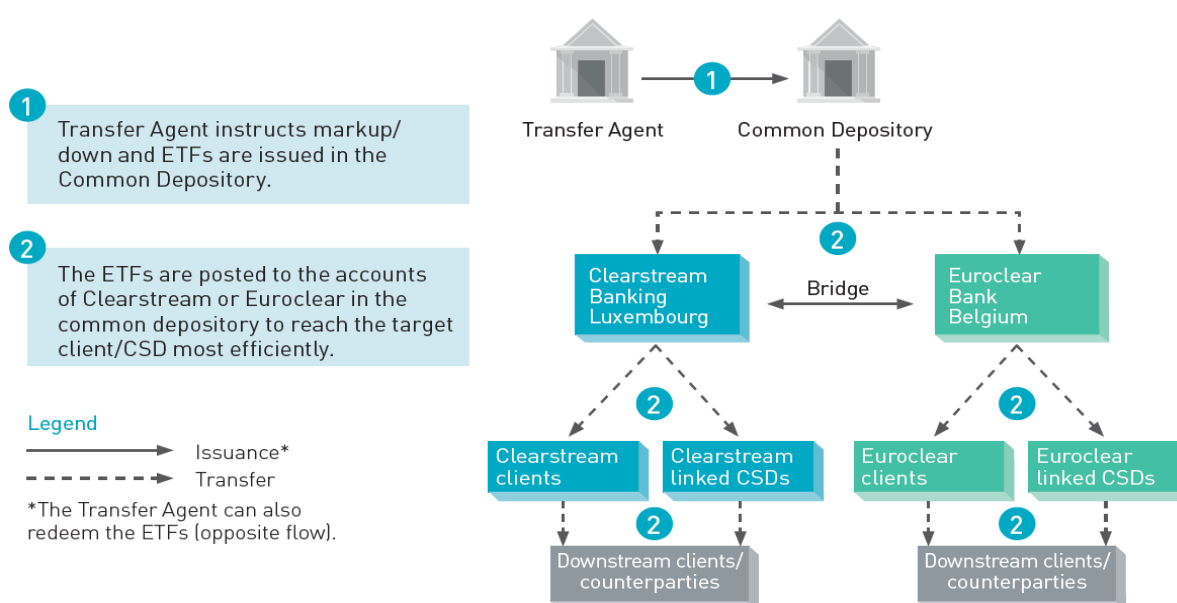 1
Transfer Agent instructs markup/
down and ETFs are issued in the
Common Depository.
2
The ETFs are posted to the accounts
of Clearstream or Euroclear in the
common depository to reach the target
client/CSD most efficiently.
Legend
Issuance*
Transfer
*The Transfer Agent can also
redeem the ETFs (opposite flow).
1
Transfer Agent
Common Depository
2
Clearstream
Banking
Luxembourg
Bridge
Euroclear
Bank
Belgium
2
2
Clearstream
clients
Clearstream
linked CSDs
Euroclear
clients
Euroclear
linked CSDs
2
2
Downstream clients/
counterparties
Downstream clients/
counterparties